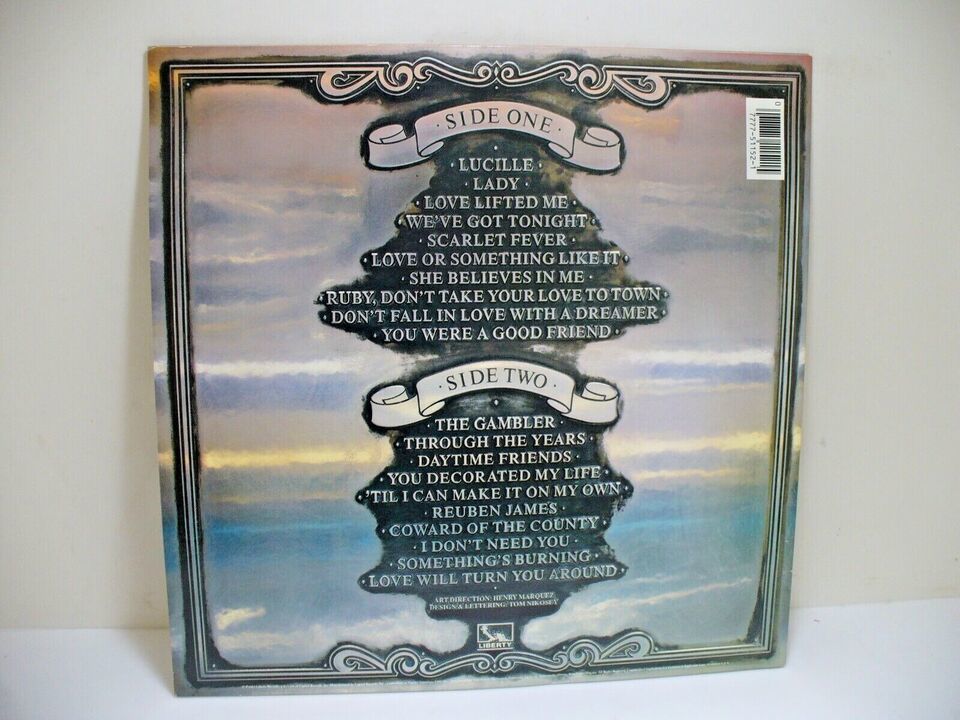 · SIDE ONE ·
· LUCILLE ·
· LADY ·
· LOVE LIFTED ME ·
· WE'VE GOT TONIGHT ·
· SCARLET FEVER ·
· LOVE OR SOMETHING LIKE IT ·
· SHE BELIEVES IN ME ·
· RUBY, DON'T TAKE YOUR LOVE TO TOWN ·
· DON'T FALL IN LOVE WITH A DREAMER ·
· YOU WERE A GOOD FRIEND ·
· SIDE TWO ·
· THE GAMBLER ·
· THROUGH THE YEARS ·
· DAYTIME FRIENDS ·
· YOU DECORATED MY LIFE ·
· 'TIL I CAN MAKE IT ON MY OWN ·
· REUBEN JAMES ·
· COWARD OF THE COUNTY ·
· I DON'T NEED YOU ·
· SOMETHING'S BURNING ·
· LOVE WILL TURN YOU AROUND ·
ART DIRECTION: HENRY MARQUEZ
DESIGN & LETTERING: TOM NIKOSEY
LIBERTY
0 7777-51152-1